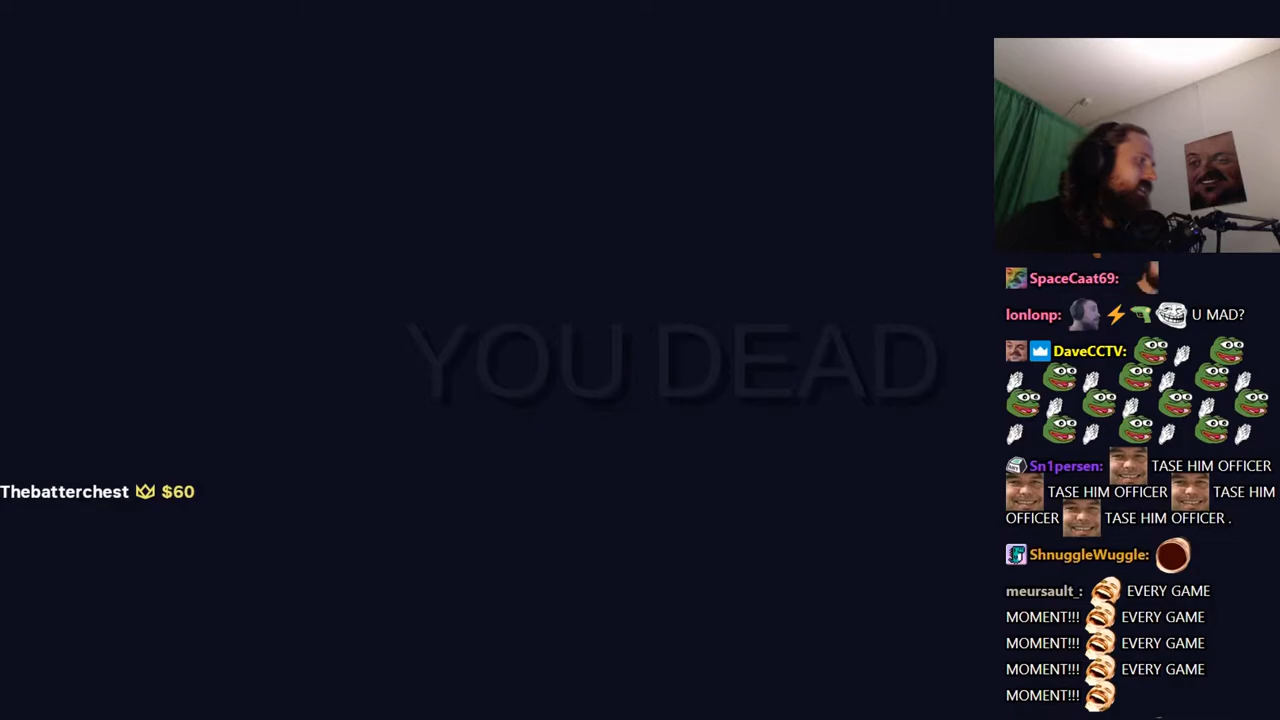 SpaceCaat69:
lonlonp: U MAD?
DaveCCTV:
YOU DEAD
Sn1persen: TASE HIM OFFICER
TASE HIM OFFICER TASE HIM
OFFICER TASE HIM OFFICER .
Thebatterchest $60
ShnuggleWuggle:
meursault_: EVERY GAME
MOMENT!!! EVERY GAME
MOMENT!!! EVERY GAME
MOMENT!!! EVERY GAME
MOMENT!!!